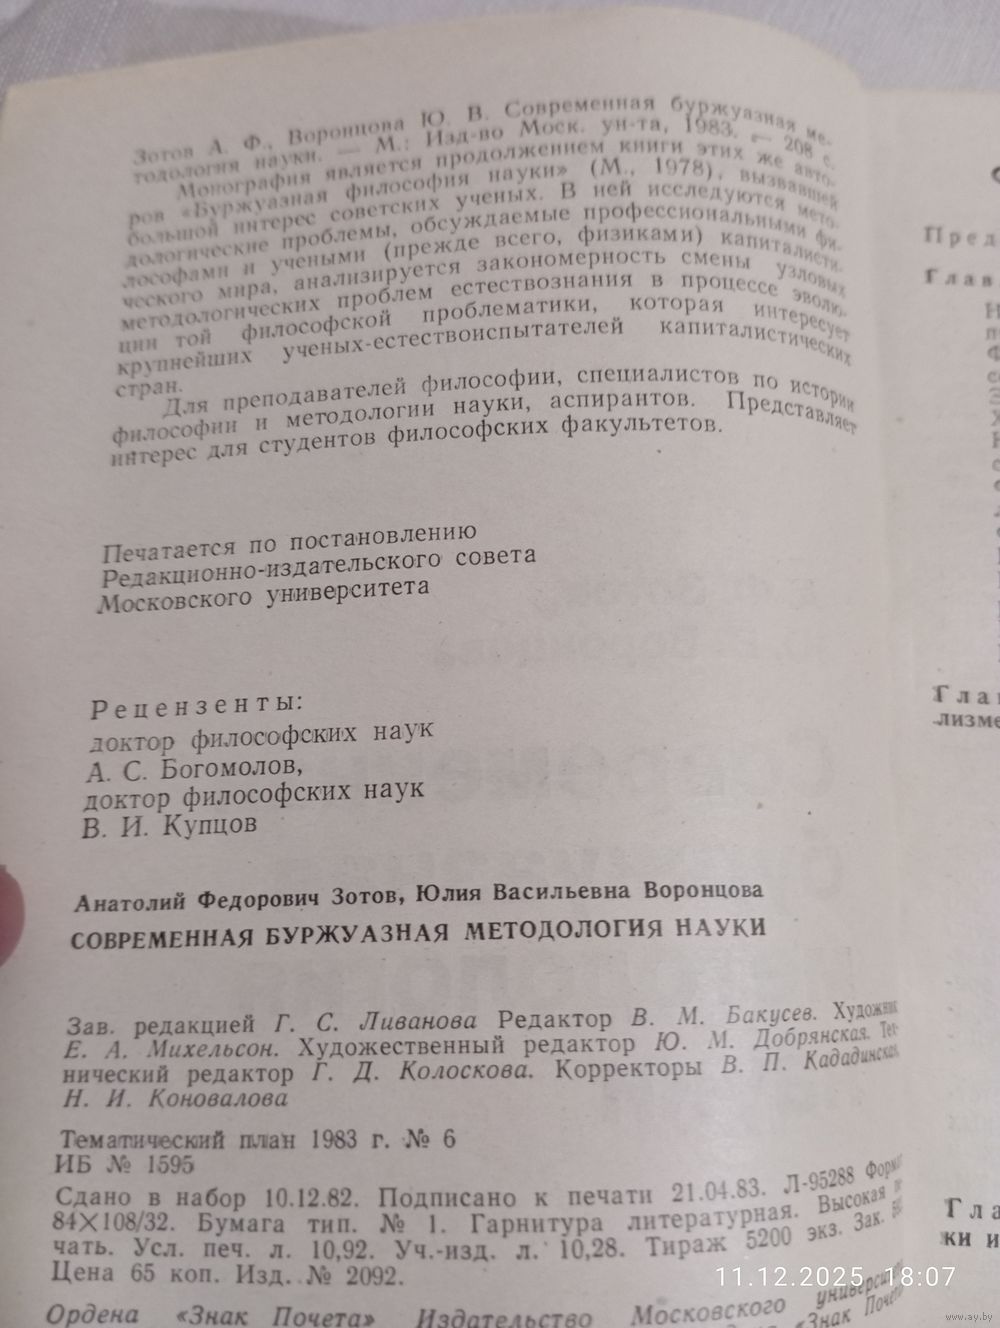 Зотов А. Ф., Воронцова Ю. В. Современная буржуазная ме-
тодология науки. — М.: Изд-во Моск. ун-та, 1983. — 208 с.
Монография является продолжением книги этих же авто-
ров «Буржуазная философия науки» (М., 1978), вызвавшей
большой интерес советских ученых. В ней исследуются мето-
дологические проблемы, обсуждаемые профессиональными фи-
лософами и учеными (прежде всего, физиками) капиталисти-
ческого мира, анализируется закономерность смены узловых
методологических проблем естествознания в процессе эволю-
ции той философской проблематики, которая интересует
крупнейших ученых-естествоиспытателей капиталистических
стран.
Для преподавателей философии, специалистов по истории
философии и методологии науки, аспирантов. Представляет
интерес для студентов философских факультетов.
Печатается по постановлению
Редакционно-издательского совета
Московского университета
Рецензенты:
доктор философских наук
А. С. Богомолов,
доктор философских наук
В. И. Купцов
Анатолий Федорович Зотов, Юлия Васильевна Воронцова
СОВРЕМЕННАЯ БУРЖУАЗНАЯ МЕТОДОЛОГИЯ НАУКИ
Зав. редакцией Г. С. Ливанова Редактор В. М. Бакусев. Художник
Е. А. Михельсон. Художественный редактор Ю. М. Добрянская. Тех-
нический редактор Г. Д. Колоскова. Корректоры В. П. Кададинская,
Н. И. Коновалова
Тематический план 1983 г. № 6
ИБ № 1595
Сдано в набор 10.12.82. Подписано к печати 21.04.83. Л-95288 Формат
84×108/32. Бумага тип. № 1. Гарнитура литературная. Высокая пе-
чать. Усл. печ. л. 10,92. Уч.-изд. л. 10,28. Тираж 5200 экз. Зак.
Цена 65 коп. Изд. № 2092.
Ордена «Знак Почета» Издательство Московского университета
«Знак Почета
Пред
Глав
Глав
лизме
Гла
ки и
11.12.2025 18:07
www.ay.by